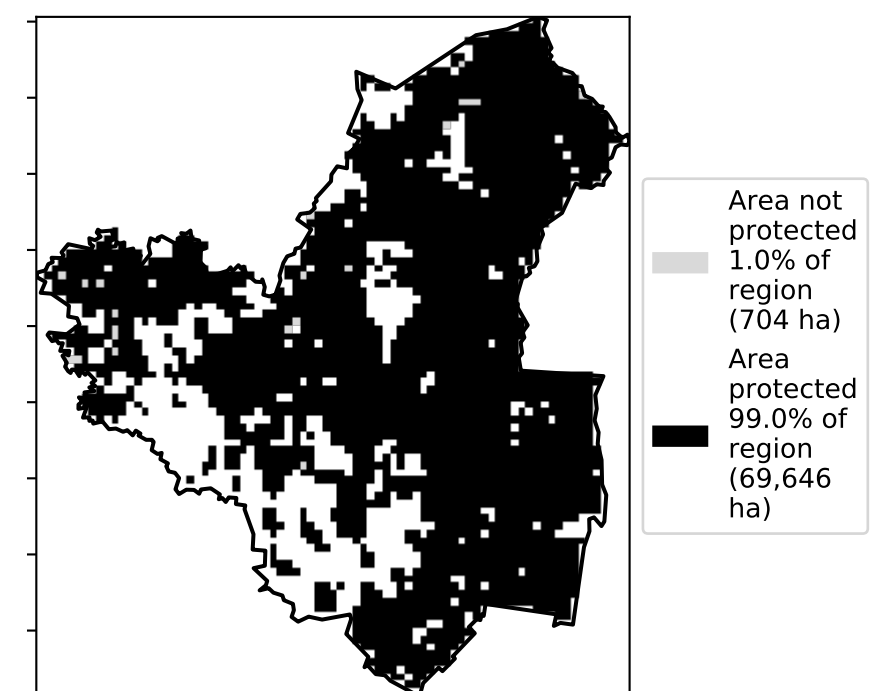 Area not
protected
1.0% of
region
(704 ha)
Area
protected
99.0% of
region
(69,646
ha)